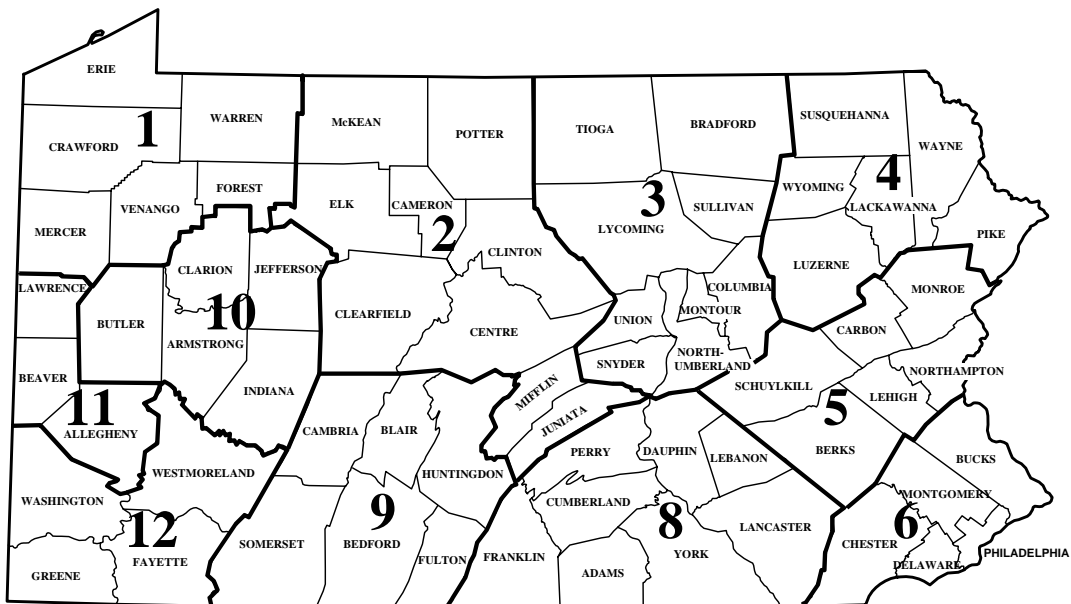 ERIE
WARREN
McKEAN
POTTER
TIOGA
BRADFORD
SUSQUEHANNA
WAYNE
1
CRAWFORD
FOREST
VENANGO
ELK
CAMERON
2
3
SULLIVAN
WYOMING
4
LACKAWANNA
MERCER
CLINTON
LYCOMING
PIKE
LAWRENCE
CLARION
JEFFERSON
LUZERNE
COLUMBIA
MONROE
BUTLER
10
ARMSTRONG
CLEARFIELD
CENTRE
UNION
MONTOUR
CARBON
BEAVER
INDIANA
MIFFLIN
SNYDER
NORTH-
UMBERLAND
SCHUYLKILL
NORTHAMPTON
LEHIGH
11
ALLEGHENY
CAMBRIA
BLAIR
JUNIATA
5
PERRY
DAUPHIN
LEBANON
BERKS
BUCKS
WESTMORELAND
HUNTINGDON
WASHINGTON
CUMBERLAND
MONTGOMERY
12
9
8
6
LANCASTER
SOMERSET
BEDFORD
FULTON
FRANKLIN
YORK
CHESTER
PHILADELPHIA
GREENE
FAYETTE
ADAMS
DELAWARE